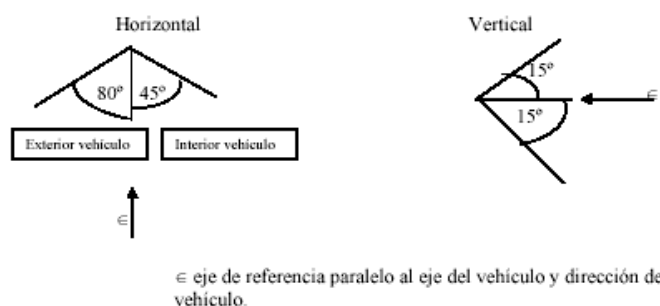 Horizontal
Vertical
80º 45º
15º
15º
∈
Exterior vehículo Interior vehículo
∈
∈ eje de referencia paralelo al eje del vehículo y dirección de
vehículo.